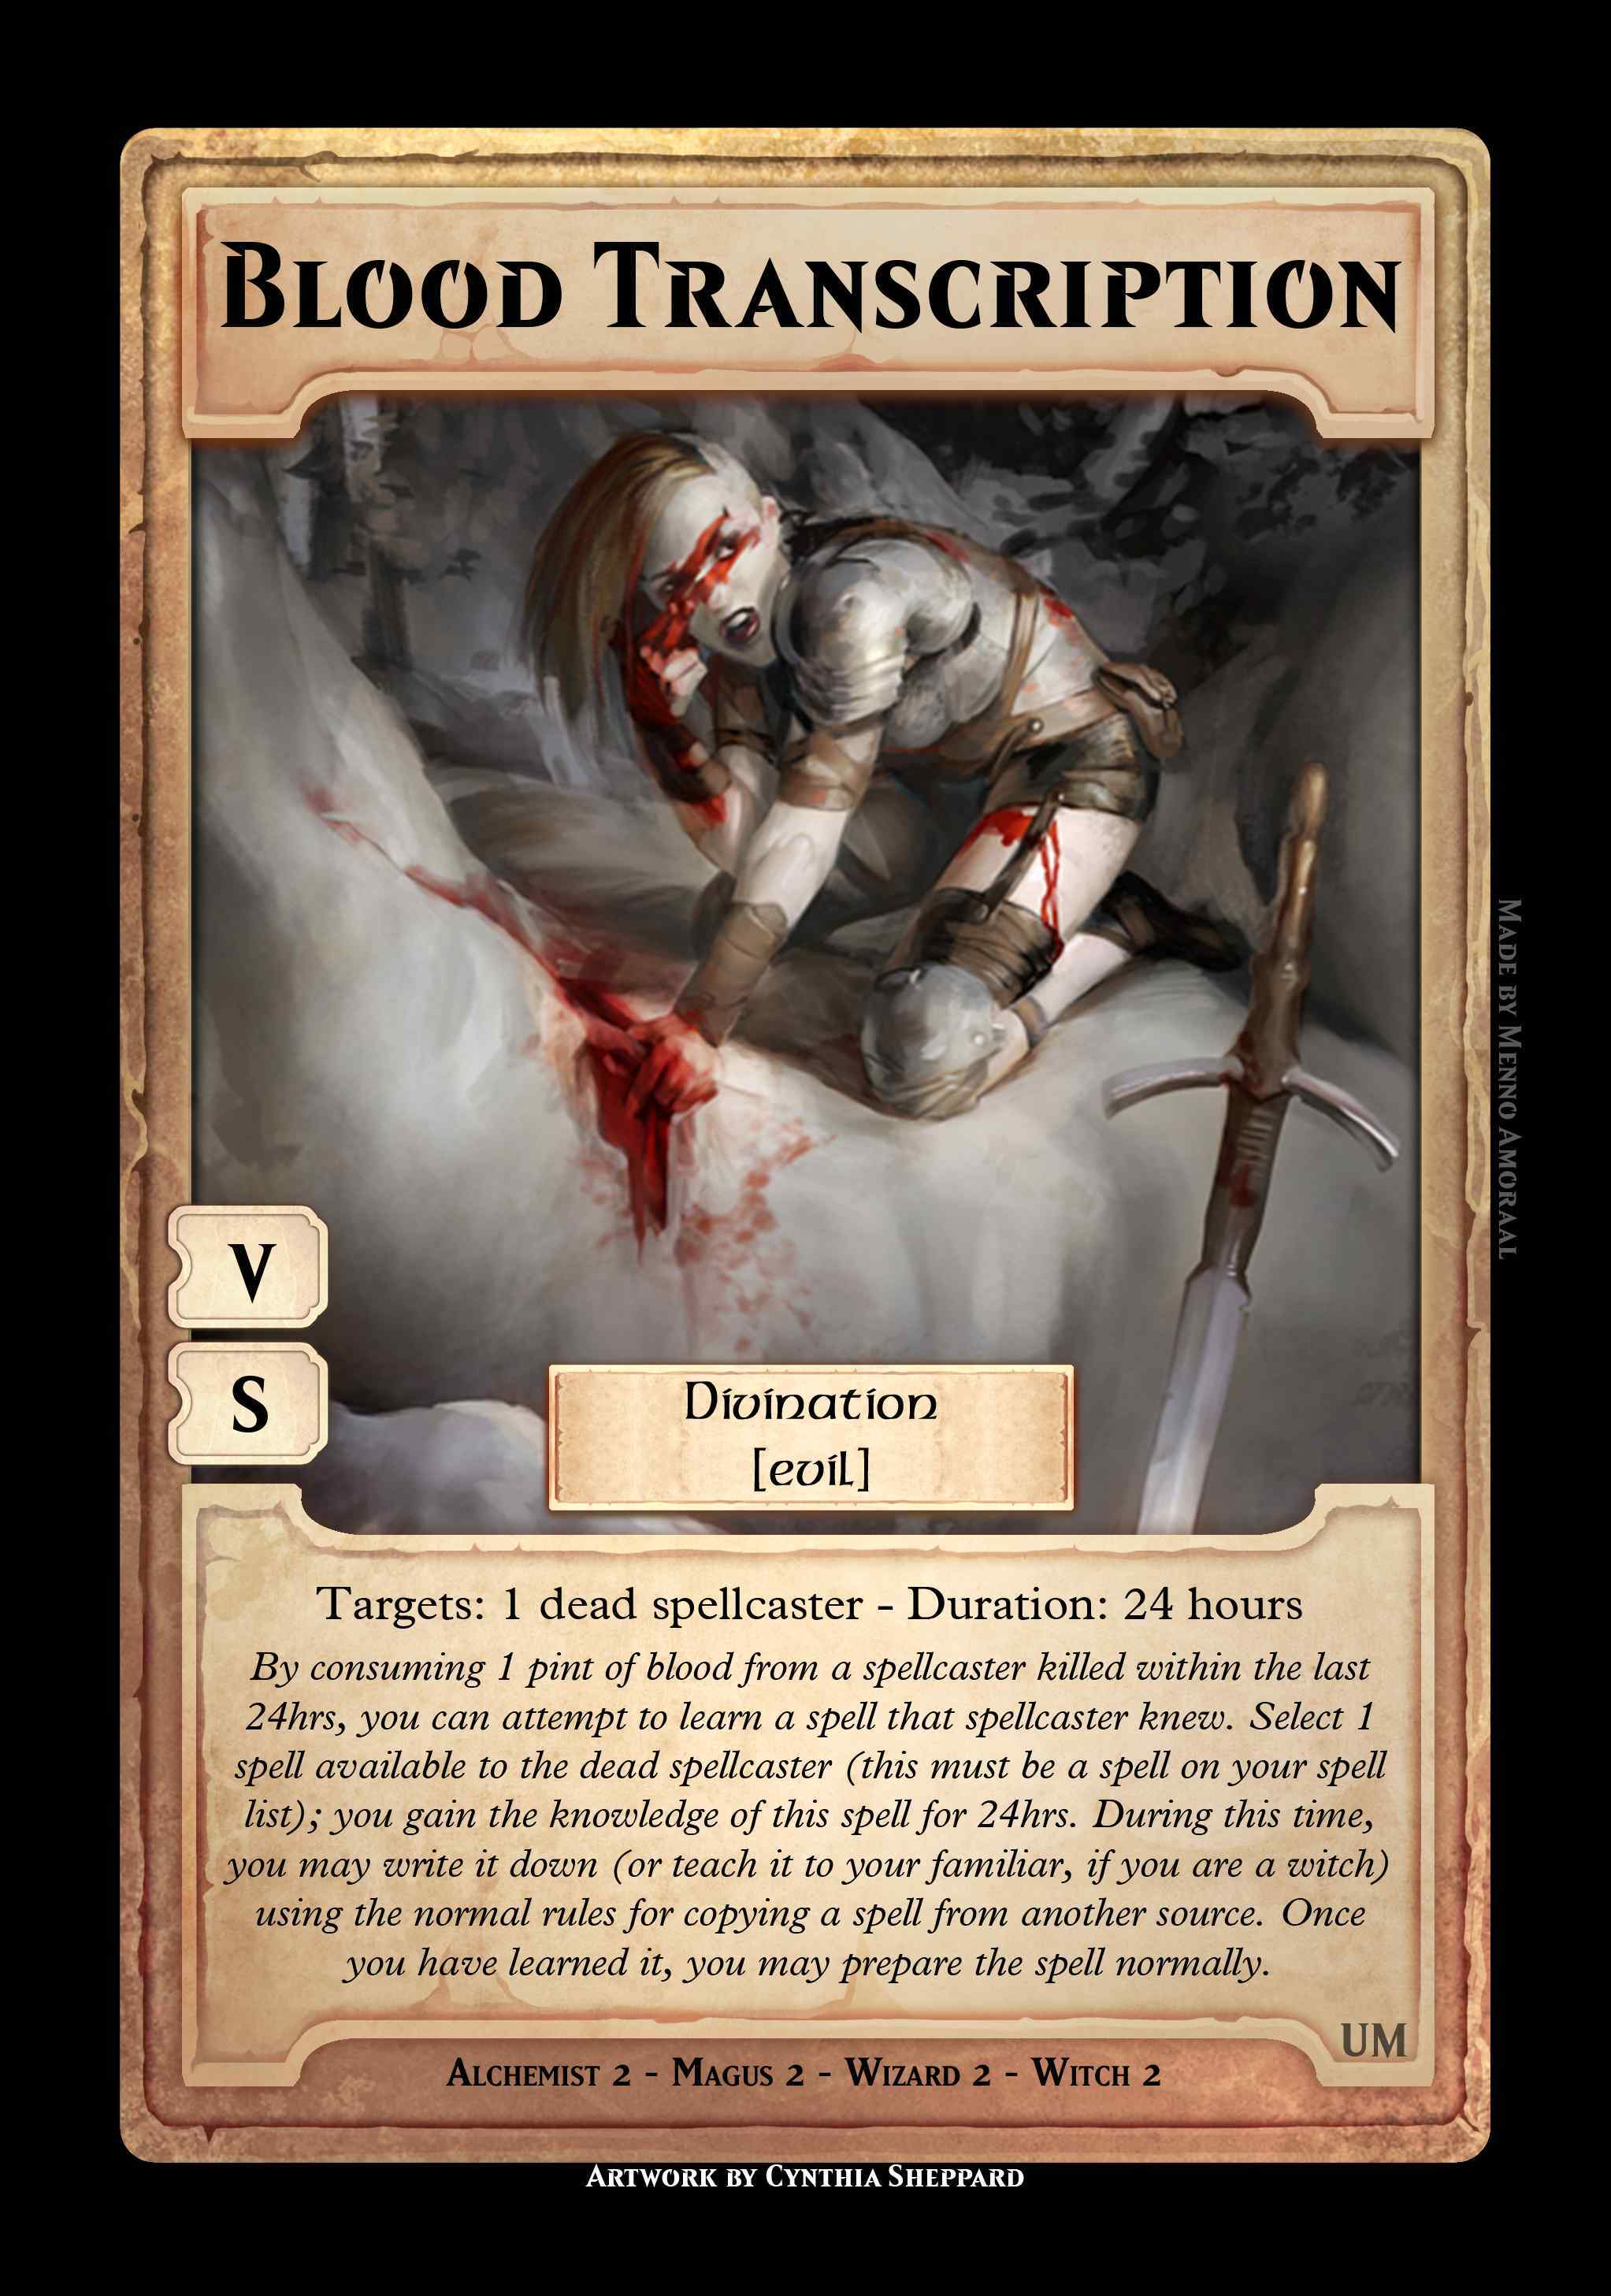 Blood Transcription
V
S
Divination
[evil]
Targets: 1 dead spellcaster - Duration: 24 hours
By consuming 1 pint of blood from a spellcaster killed within the last
24hrs, you can attempt to learn a spell that spellcaster knew. Select 1
spell available to the dead spellcaster (this must be a spell on your spell
list); you gain the knowledge of this spell for 24hrs. During this time,
you may write it down (or teach it to your familiar, if you are a witch)
using the normal rules for copying a spell from another source. Once
you have learned it, you may prepare the spell normally.
UM
Alchemist 2 - Magus 2 - Wizard 2 - Witch 2
Artwork by Cynthia Sheppard
Made by Menno Amoraal